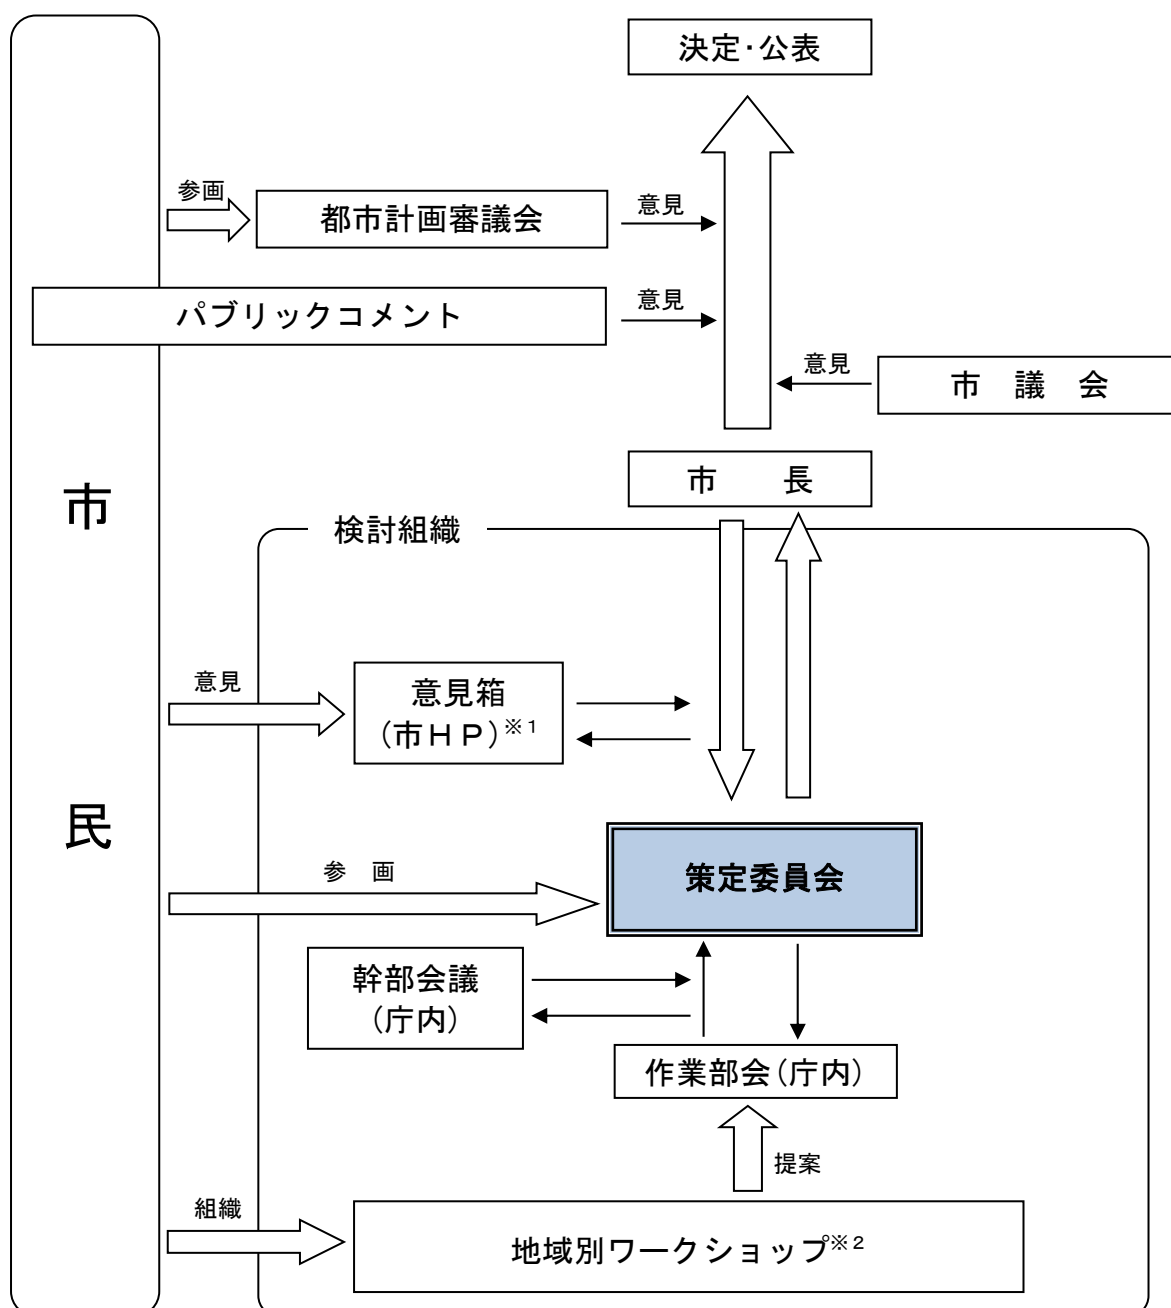 決定・公表
参画
都市計画審議会
意見
パブリックコメント
意見
意見
市　議　会
市　　長
市
民
検討組織
意見
意見箱
(市ＨＰ)※1
参　画
策定委員会
幹部会議
(庁内)
作業部会(庁内)
提案
組織
地域別ワークショップ※2